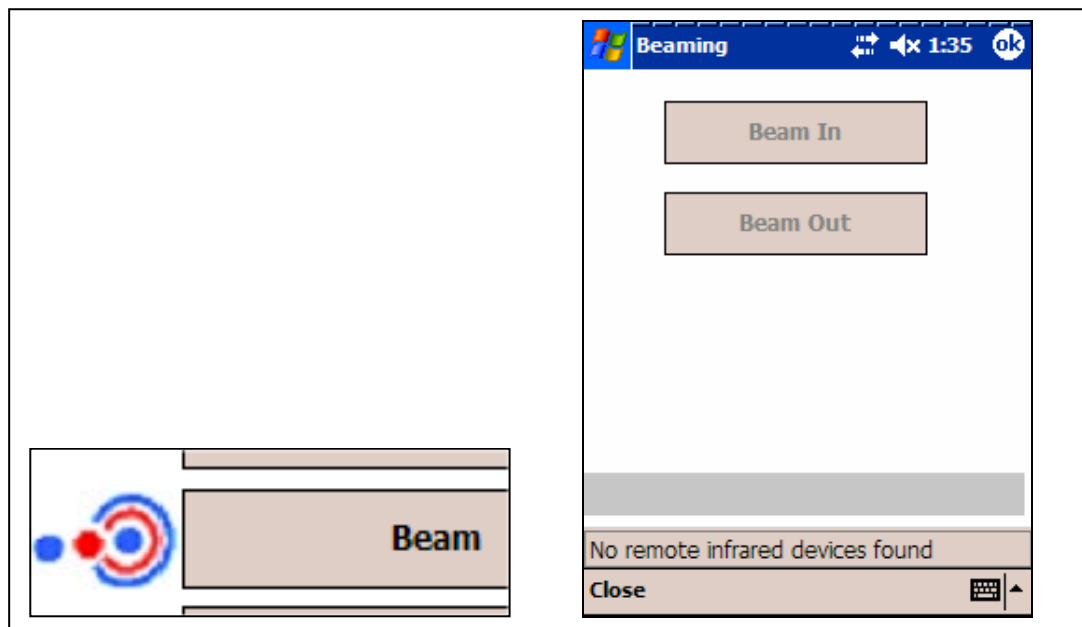 Beaming 1:35 ok
Beam In
Beam Out
Beam
No remote infrared devices found
Close